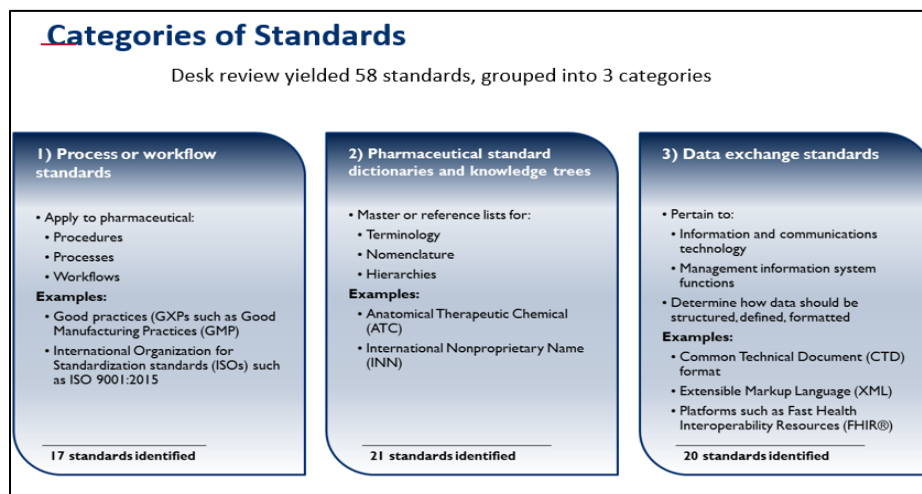 Categories of Standards
Desk review yielded 58 standards, grouped into 3 categories
1) Process or workflow
standards
• Apply to pharmaceutical:
• Procedures
• Processes
• Workflows
Examples:
• Good practices (GXPs such as Good
Manufacturing Practices (GMP)
• International Organization for
Standardization standards (ISOs) such
as ISO 9001:2015
17 standards identified
2) Pharmaceutical standard
dictionaries and knowledge trees
• Master or reference lists for:
• Terminology
• Nomenclature
• Hierarchies
Examples:
• Anatomical Therapeutic Chemical
(ATC)
• International Nonproprietary Name
(INN)
21 standards identified
3) Data exchange standards
• Pertain to:
• Information and communications
technology
• Management information system
functions
• Determine how data should be
structured, defined, formatted
Examples:
• Common Technical Document (CTD)
format
• Extensible Markup Language (XML)
• Platforms such as Fast Health
Interoperability Resources (FHIR®)
20 standards identified